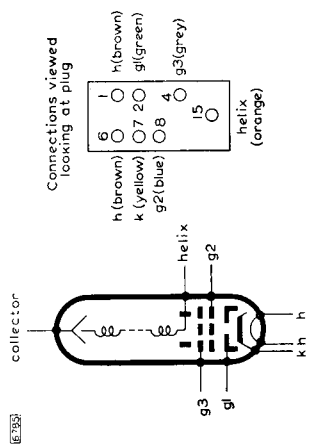 Connections viewed
looking at plug
h(brown)
g1(green)
g3(grey)
1
2
4
6
7
8
15
h(brown)
k(yellow)
g2(blue)
helix
(orange)
collector
helix
g2
g3
g1
k h
h
6785